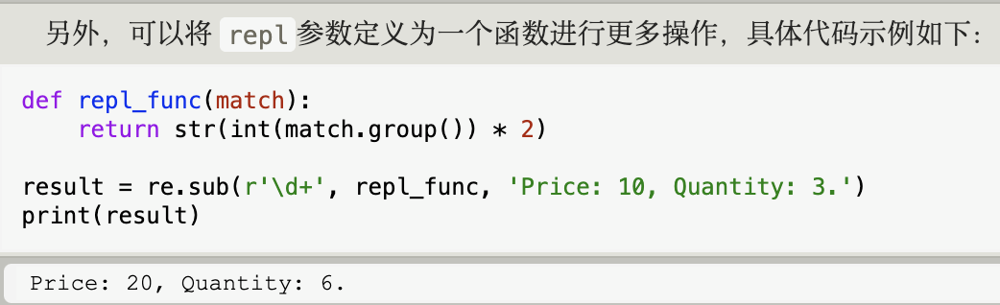 另外，可以将 repl 参数定义为一个函数进行更多操作，具体代码示例如下：
def repl_func(match):
    return str(int(match.group()) * 2)
result = re.sub(r'\d+', repl_func, 'Price: 10, Quantity: 3.')
print(result)
Price: 20, Quantity: 6.